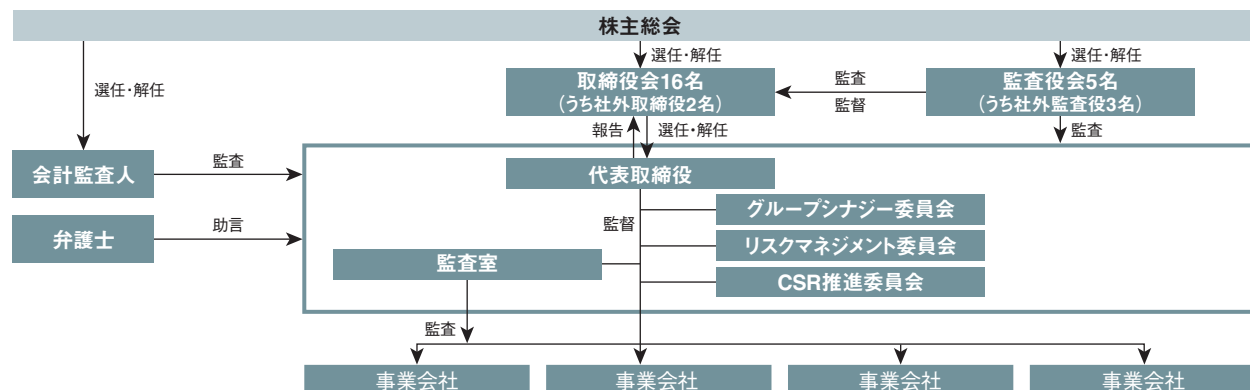 株主総会
選任・解任
選任・解任
選任・解任
取締役会16名
(うち社外取締役2名)
監査
監督
監査役会5名
(うち社外監査役3名)
報告
選任・解任
監査
会計監査人
監査
代表取締役
弁護士
助言
監督
グループシナジー委員会
リスクマネジメント委員会
監査室
CSR推進委員会
監査
事業会社
事業会社
事業会社
事業会社